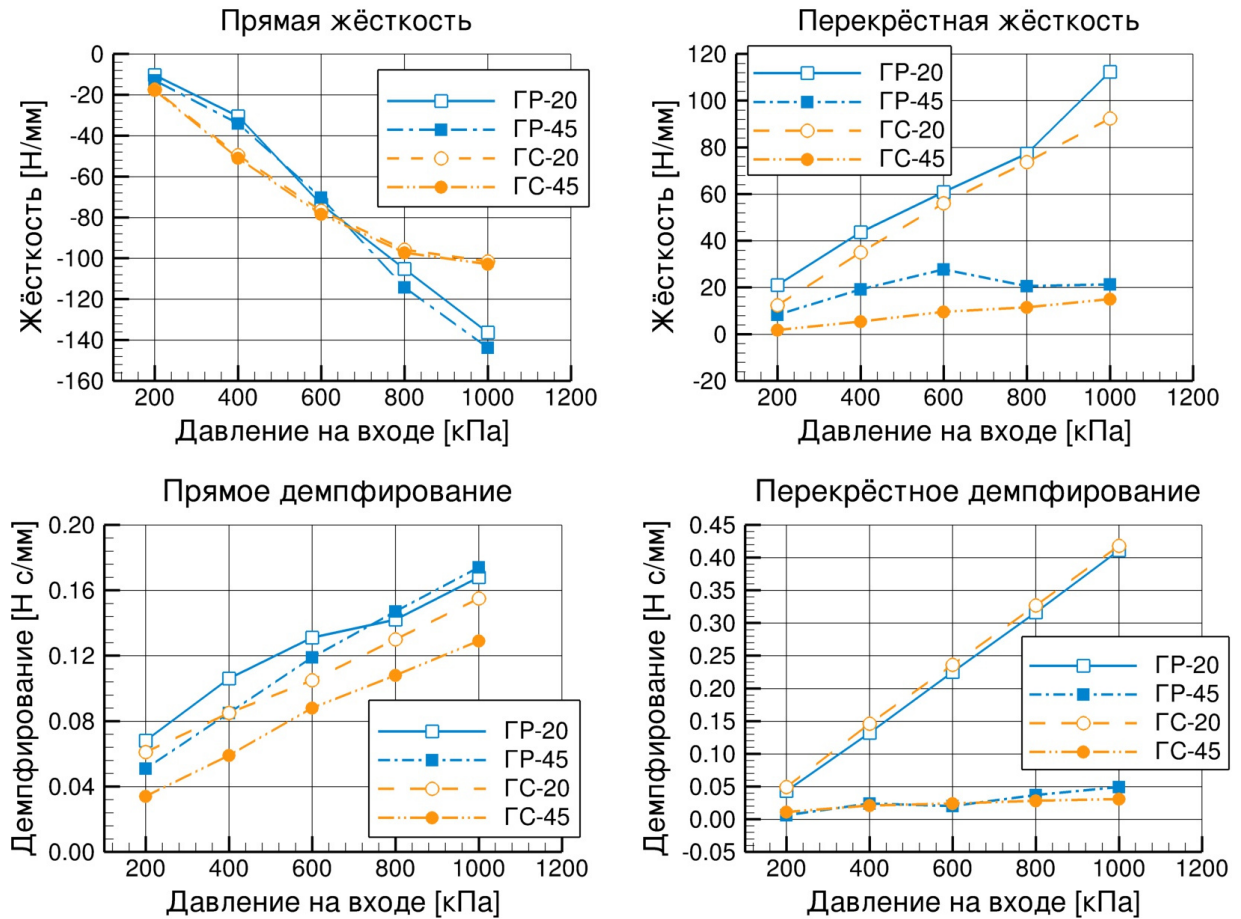 Прямая жёсткость
0
-20
-40
-60
-80
-100
-120
-140
-160
Жёсткость [Н/мм]
ГР-20
ГР-45
ГС-20
ГС-45
200 400 600 800 1000 1200
Давление на входе [кПа]
Перекрёстная жёсткость
120
100
80
60
40
20
0
-20
Жёсткость [Н/мм]
ГР-20
ГР-45
ГС-20
ГС-45
200 400 600 800 1000 1200
Давление на входе [кПа]
Прямое демпфирование
0.20
0.16
0.12
0.08
0.04
0.00
Демпфирование [Н с/мм]
ГР-20
ГР-45
ГС-20
ГС-45
200 400 600 800 1000 1200
Давление на входе [кПа]
Перекрёстное демпфирование
0.45
0.40
0.35
0.30
0.25
0.20
0.15
0.10
0.05
0.00
-0.05
Демпфирование [Н с/мм]
ГР-20
ГР-45
ГС-20
ГС-45
200 400 600 800 1000 1200
Давление на входе [кПа]